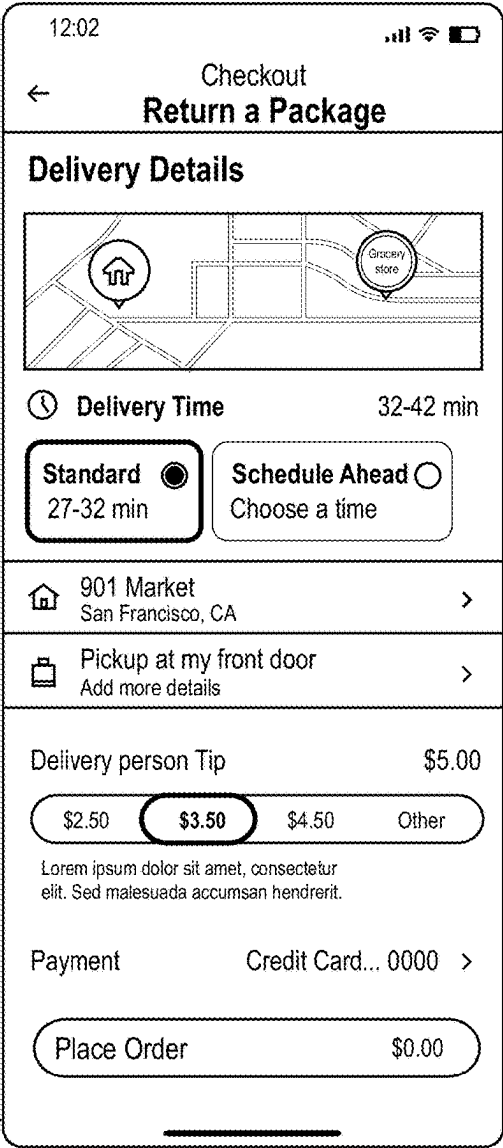 12:02
Checkout
Return a Package
Delivery Details
Grocery
store
Delivery Time 32-42 min
Standard Schedule Ahead
27-32 min Choose a time
901 Market
San Francisco, CA
Pickup at my front door
Add more details
Delivery person Tip $5.00
$2.50 $3.50 $4.50 Other
Lorem ipsum dolor sit amet, consectetur
elit. Sed malesuada accumsan hendrerit.
Payment Credit Card... 0000
Place Order $0.00